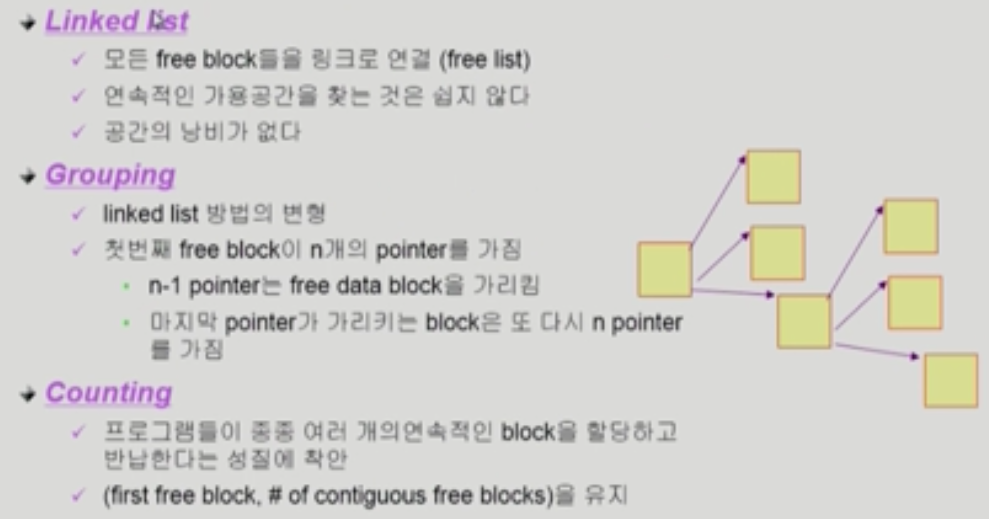 Linked list
모든 free block들을 링크로 연결 (free list)
연속적인 가용공간을 찾는 것은 쉽지 않다
공간의 낭비가 없다
Grouping
linked list 방법의 변형
첫번째 free block이 n개의 pointer를 가짐
n-1 pointer는 free data block을 가리킴
마지막 pointer가 가리키는 block은 또 다시 n pointer
를 가짐
Counting
프로그램들이 종종 여러 개의연속적인 block을 할당하고
반납한다는 성질에 착안
(first free block, # of contiguous free blocks)을 유지